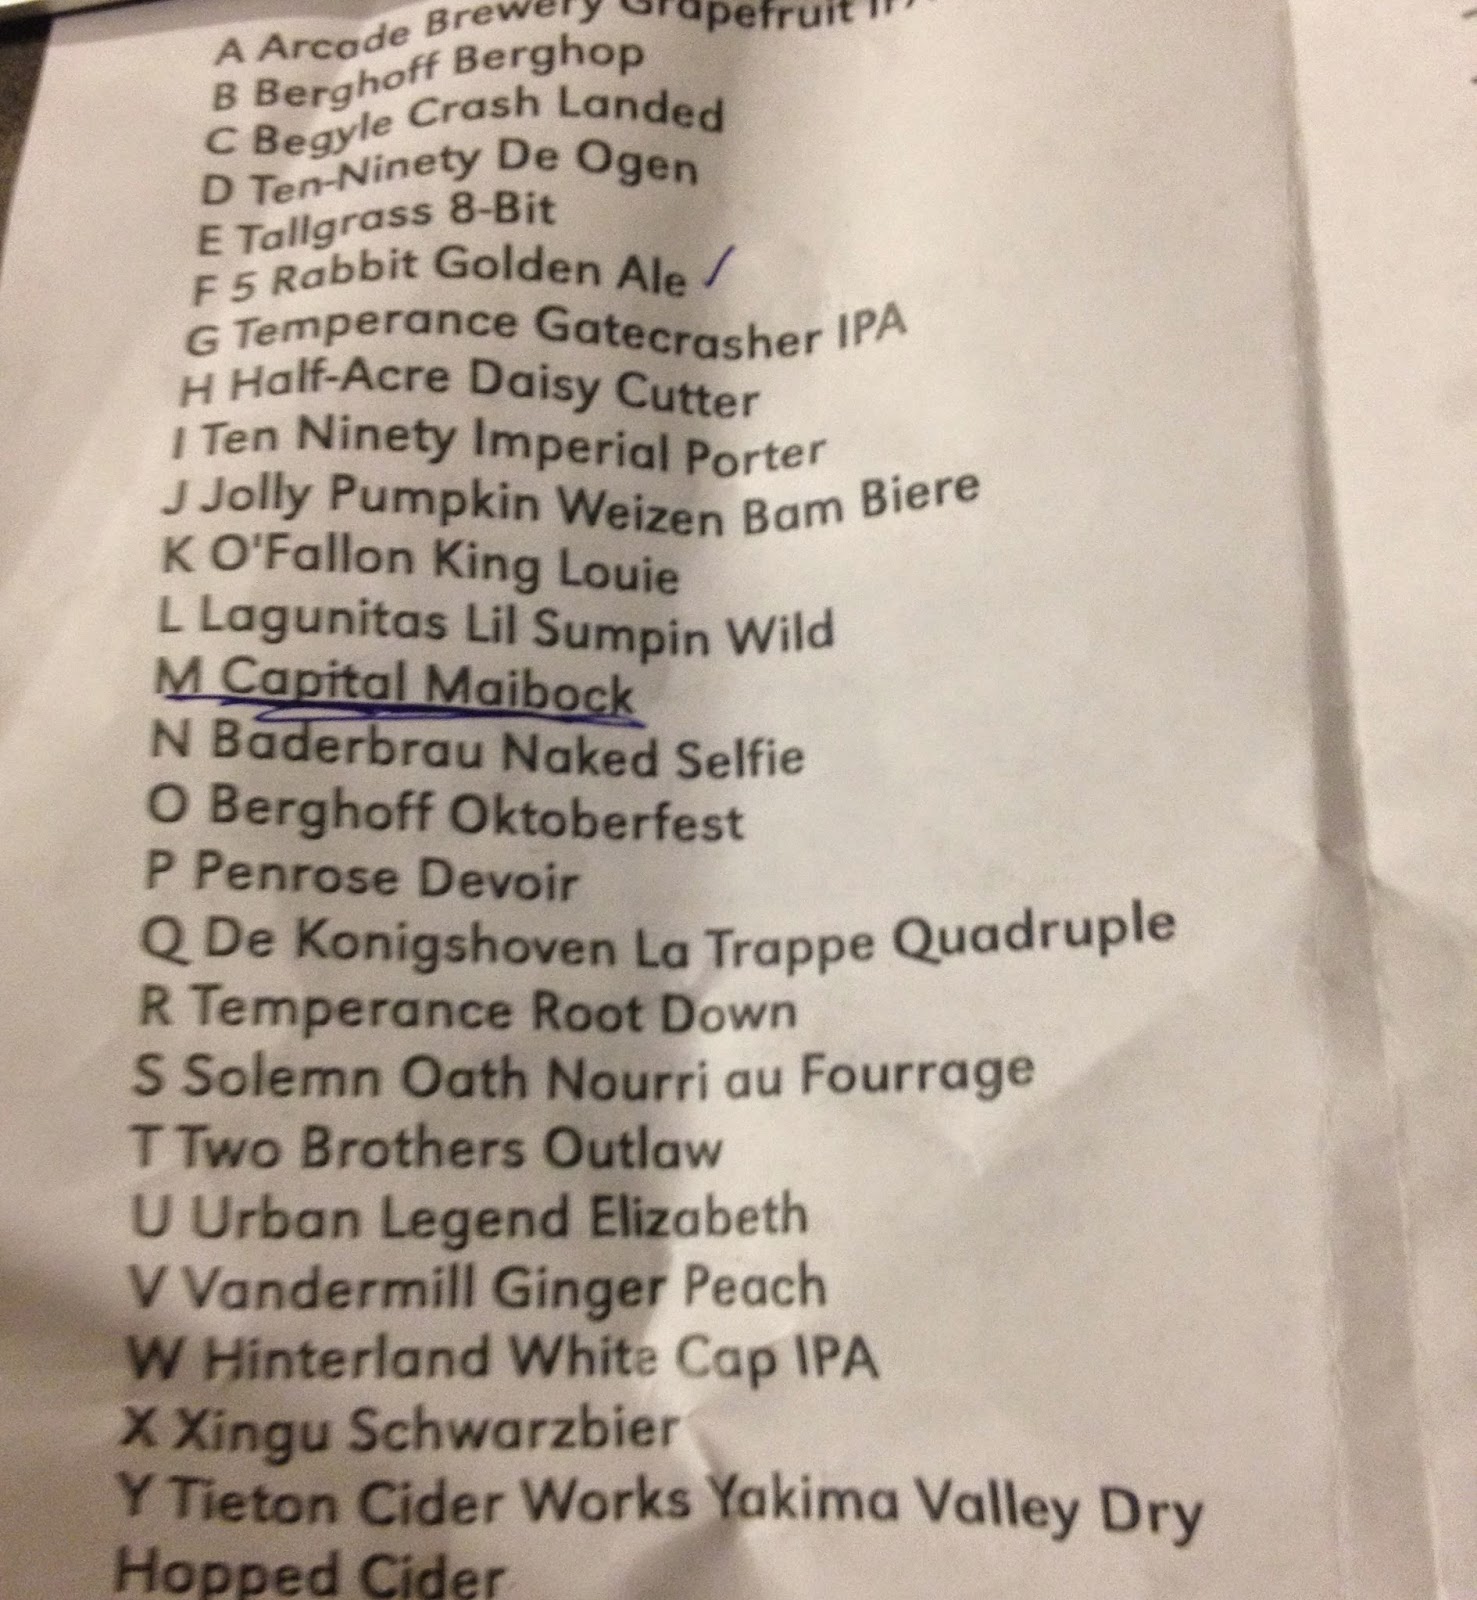 A Arcade Brewery Grapefruit IPA
B Berghoff Berghop
C Begyle Crash Landed
D Ten-Ninety De Ogen
E Tallgrass 8-Bit
F 5 Rabbit Golden Ale
G Temperance Gatecrasher IPA
H Half-Acre Daisy Cutter
I Ten Ninety Imperial Porter
J Jolly Pumpkin Weizen Bam Biere
K O'Fallon King Louie
L Lagunitas Lil Sumpin Wild
M Capital Maibock
N Baderbrau Naked Selfie
O Berghoff Oktoberfest
P Penrose Devoir
Q De Konigshoven La Trappe Quadruple
R Temperance Root Down
S Solemn Oath Nourri au Fourrage
T Two Brothers Outlaw
U Urban Legend Elizabeth
V Vandermill Ginger Peach
W Hinterland White Cap IPA
X Xingu Schwarzbier
Y Tieton Cider Works Yakima Valley Dry
Hopped Cider